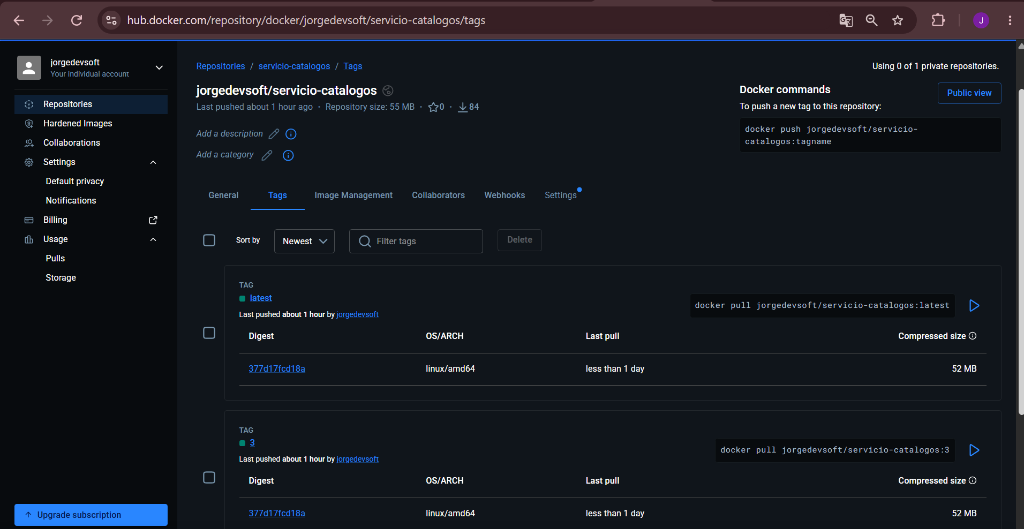 hub.docker.com/repository/docker/jorgedevsoft/servicio-catalogos/tags
J
jorgedevsoft
Your individual account
Repositories
Hardened Images
Collaborations
Settings
Default privacy
Notifications
Billing
Usage
Pulls
Storage
Upgrade subscription
Repositories / servicio-catalogos / Tags
Using 0 of 1 private repositories.
jorgedevsoft/servicio-catalogos
Last pushed about 1 hour ago · Repository size: 55 MB · 0 · 84
Add a description
Add a category
Docker commands
Public view
To push a new tag to this repository:
docker push jorgedevsoft/servicio-
catalogos:tagname
General Tags Image Management Collaborators Webhooks Settings
Sort by Newest Filter tags Delete
TAG
latest
docker pull jorgedevsoft/servicio-catalogos:latest
Last pushed about 1 hour by jorgedevsoft
Digest OS/ARCH Last pull Compressed size
377d17fcd18a linux/amd64 less than 1 day 52 MB
TAG
3
docker pull jorgedevsoft/servicio-catalogos:3
Last pushed about 1 hour by jorgedevsoft
Digest OS/ARCH Last pull Compressed size
377d17fcd18a linux/amd64 less than 1 day 52 MB